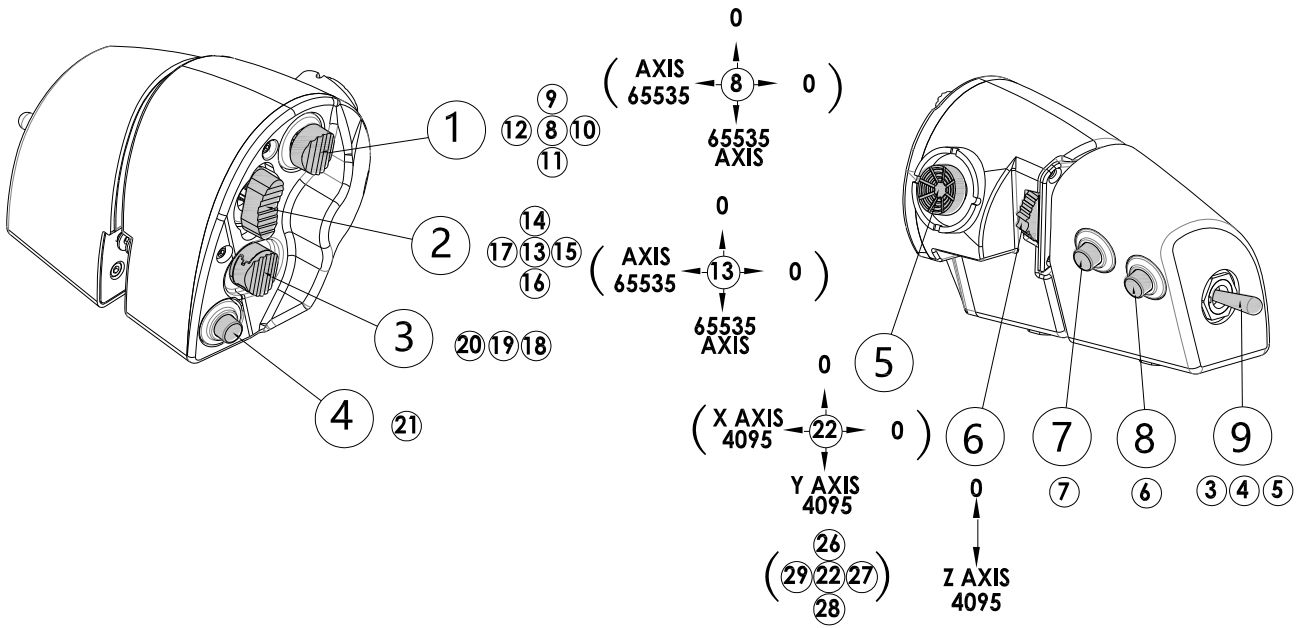 0
( AXIS 65535 8 0 )
65535
AXIS
1
9
12 8 10
11
2
14
17 13 15
16
0
( AXIS 65535 13 0 )
65535
AXIS
3
20 19 18
4
21
0
( X AXIS 4095 22 0 )
Y AXIS
4095
26
( 29 22 27 )
28
5
6
0
Z AXIS
4095
7
7
8
6
9
3 4 5